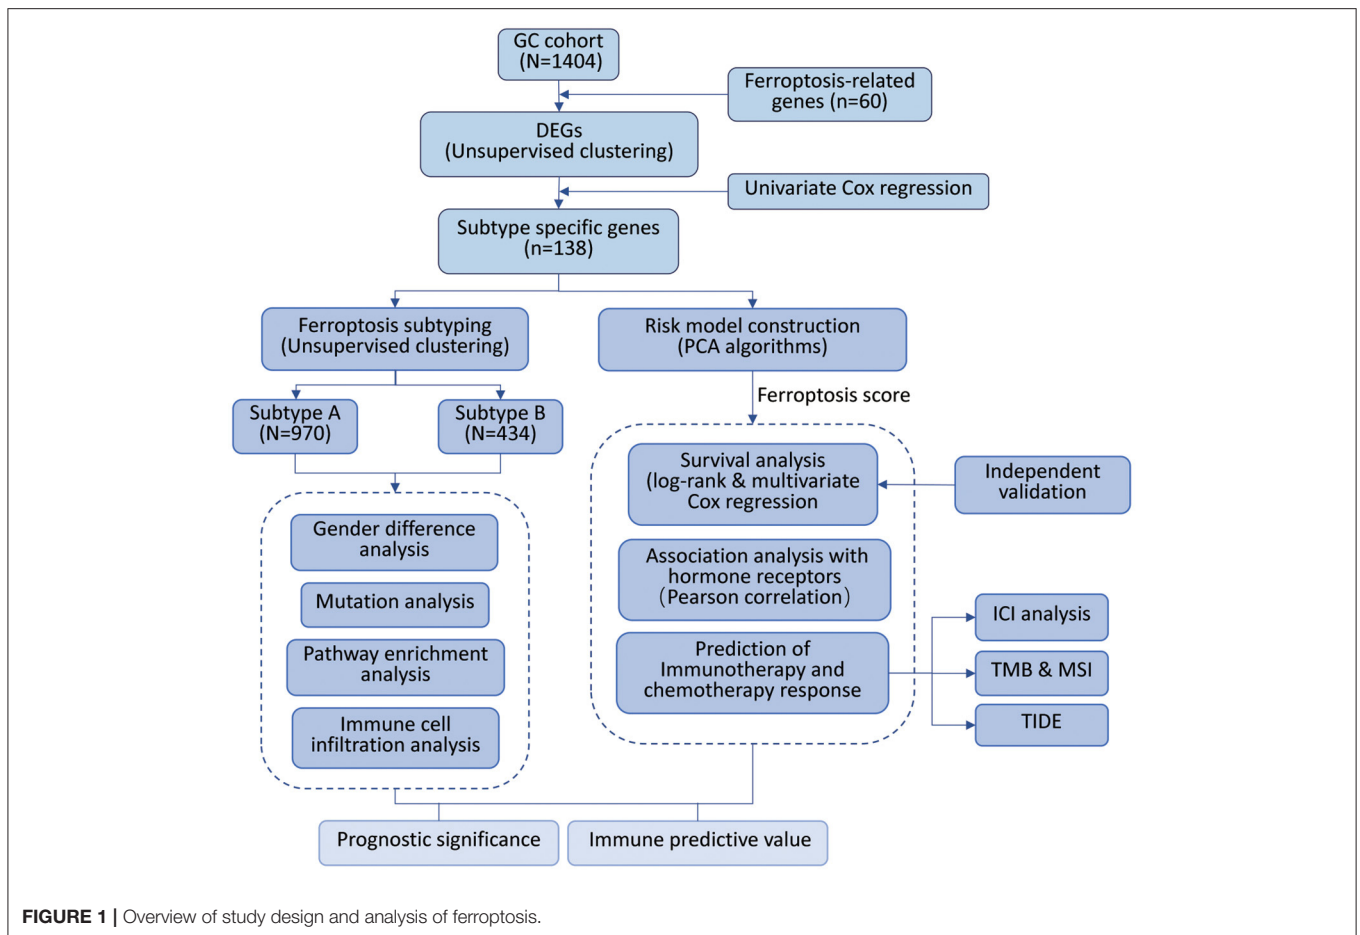 GC cohort
(N=1404)
Ferroptosis-related
genes (n=60)
DEGs
(Unsupervised clustering)
Univariate Cox regression
Subtype specific genes
(n=138)
Ferroptosis subtyping
(Unsupervised clustering)
Risk model construction
(PCA algorithms)
Ferroptosis score
Subtype A
(N=970)
Subtype B
(N=434)
Survival analysis
(log-rank & multivariate
Cox regression
Independent
validation
Gender difference
analysis
Mutation analysis
Pathway enrichment
analysis
Immune cell
infiltration analysis
Association analysis with
hormone receptors
（Pearson correlation）
Prediction of
Immunotherapy and
chemotherapy response
ICI analysis
TMB & MSI
TIDE
Prognostic significance
Immune predictive value
FIGURE 1 | Overview of study design and analysis of ferroptosis.